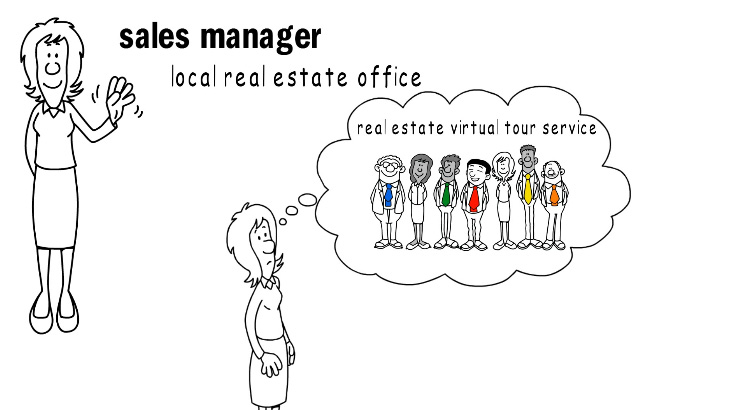 sales manager
local real estate office
real estate virtual tour service